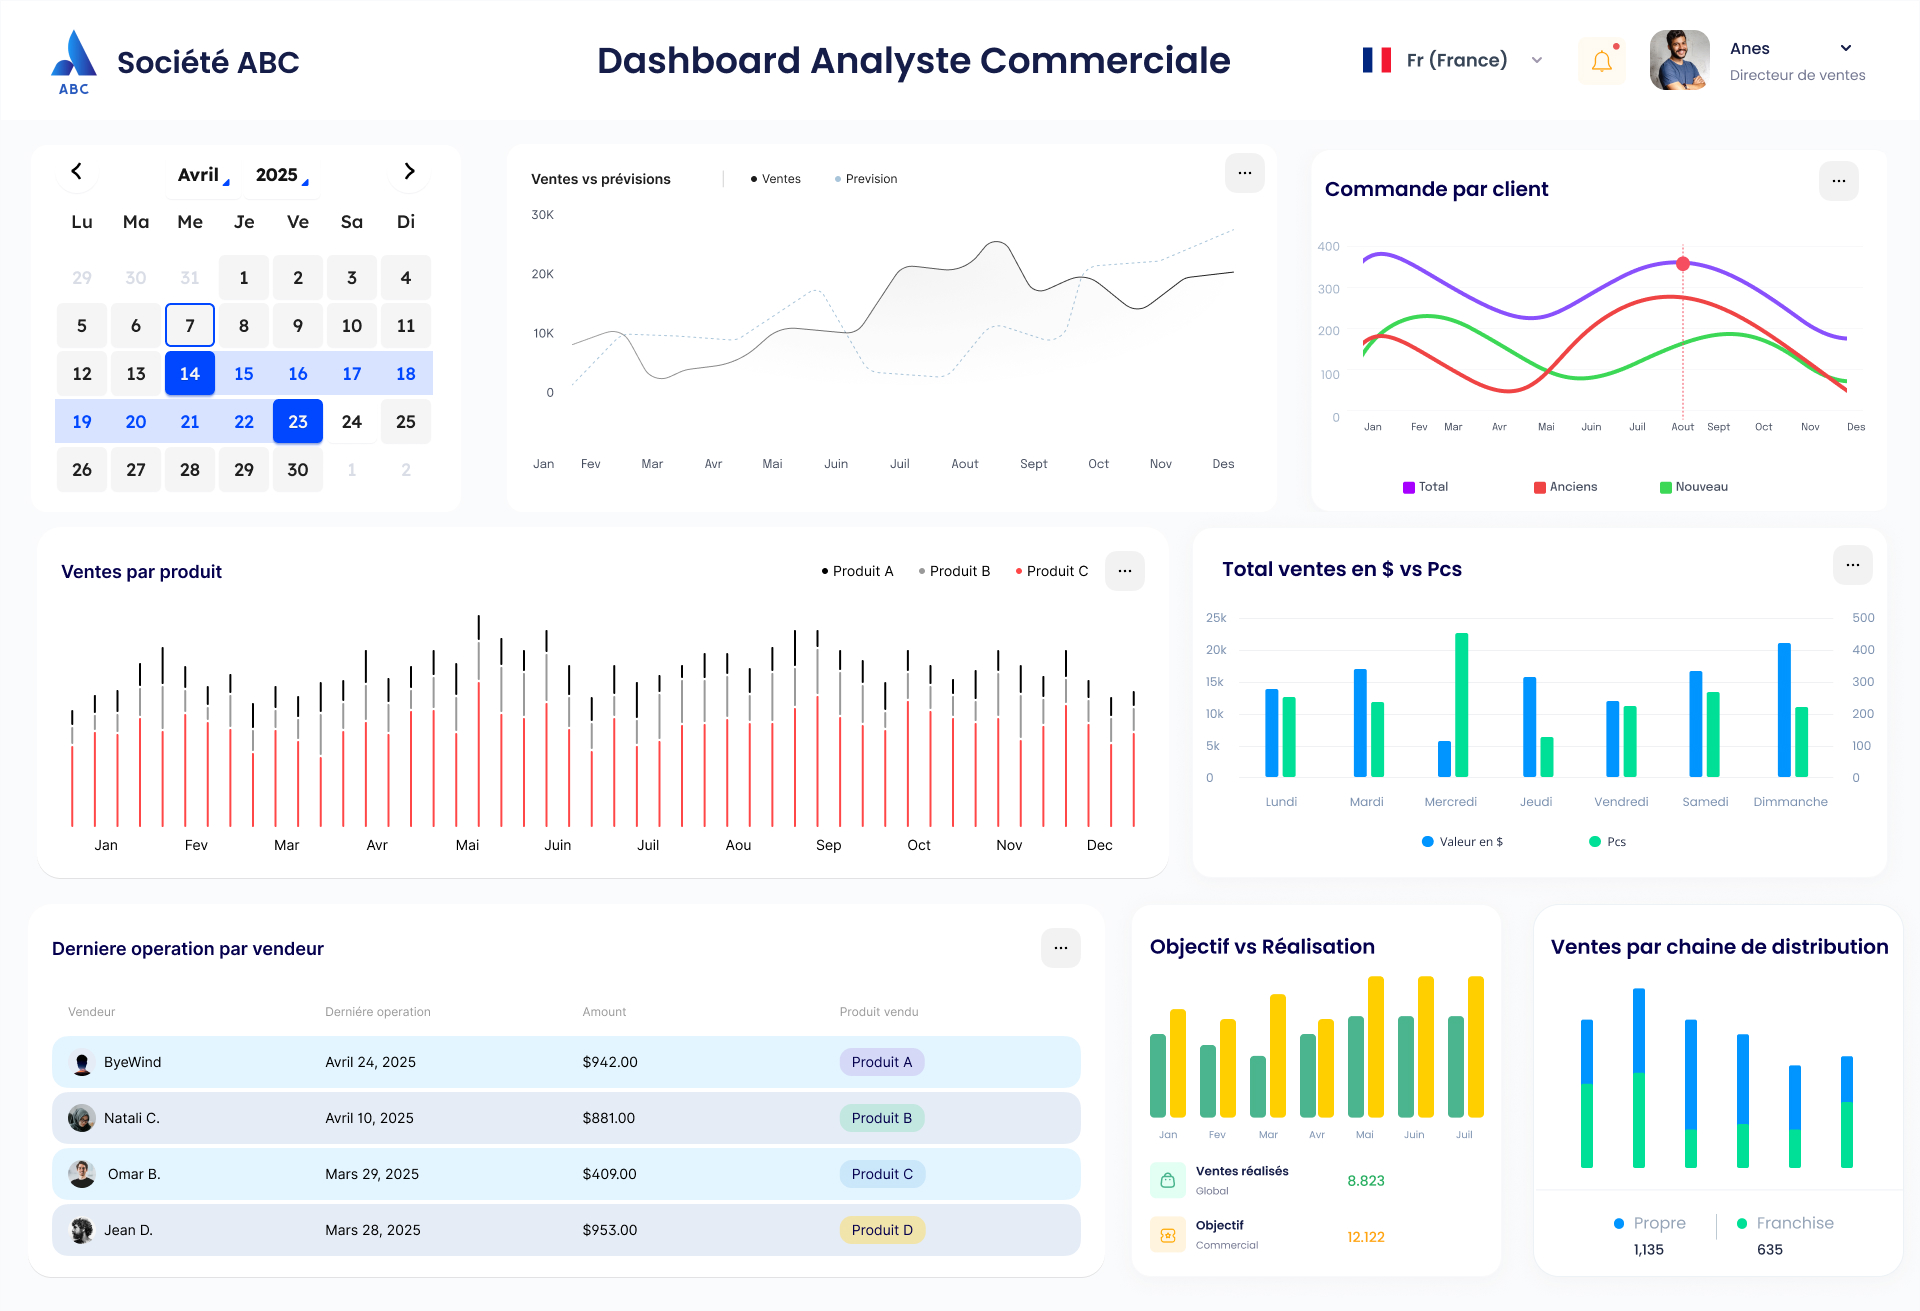 ABC
Société ABC
Dashboard Analyste Commerciale
Fr (France)
Anes
Directeur de ventes
Avril 2025
Lu Ma Me Je Ve Sa Di
29 30 31 1 2 3 4
5 6 7 8 9 10 11
12 13 14 15 16 17 18
19 20 21 22 23 24 25
26 27 28 29 30 1 2
Ventes vs prévisions
Ventes Prevision
30K
20K
10K
0
Jan Fev Mar Avr Mai Juin Juil Aout Sept Oct Nov Des
Commande par client
400
300
200
100
0
Jan Fev Mar Avr Mai Juin Juil Aout Sept Oct Nov Des
Total Anciens Nouveau
Ventes par produit
Produit A Produit B Produit C
Jan Fev Mar Avr Mai Juin Juil Aou Sep Oct Nov Dec
Total ventes en $ vs Pcs
25k 500
20k 400
15k 300
10k 200
5k 100
0 0
Lundi Mardi Mercredi Jeudi Vendredi Samedi Dimmanche
Valeur en $ Pcs
Derniere operation par vendeur
Vendeur Derniére operation Amount Produit vendu
ByeWind Avril 24, 2025 $942.00 Produit A
Natali C. Avril 10, 2025 $881.00 Produit B
Omar B. Mars 29, 2025 $409.00 Produit C
Jean D. Mars 28, 2025 $953.00 Produit D
Objectif vs Réalisation
Jan Fev Mar Avr Mai Juin Juil
Ventes réalisés
Global
8.823
Objectif
Commercial
12.122
Ventes par chaine de distribution
Propre Franchise
1,135 635